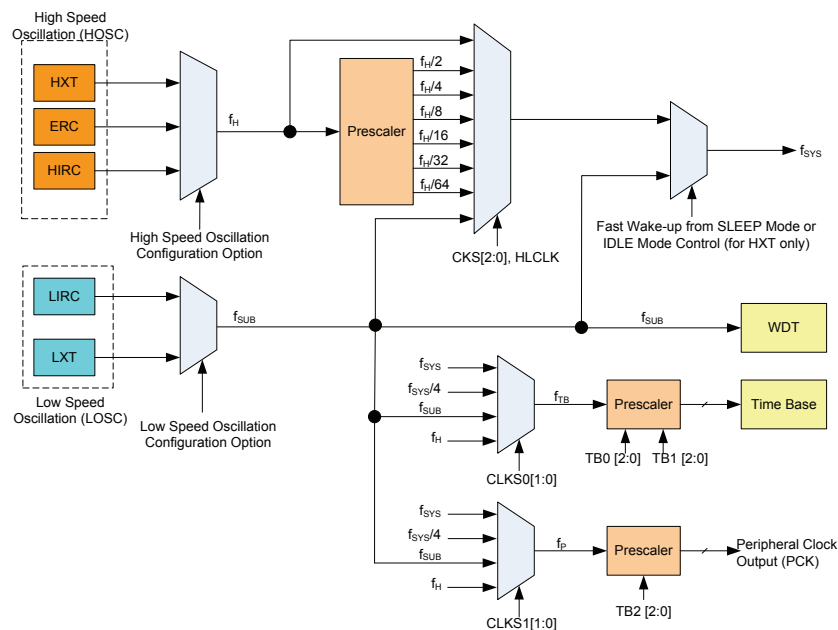 High Speed
Oscillation (HOSC)
HXT
ERC
HIRC
fH
High Speed Oscillation
Configuration Option
Prescaler
fH/2
fH/4
fH/8
fH/16
fH/32
fH/64
CKS[2:0], HLCLK
fSYS
Fast Wake-up from SLEEP Mode or
IDLE Mode Control (for HXT only)
LIRC
LXT
Low Speed
Oscillation (LOSC)
fSUB
Low Speed Oscillation
Configuration Option
fSUB
WDT
fSYS
fSYS/4
fSUB
fH
CLKS0[1:0]
fTB
Prescaler
TB0 [2:0]
TB1 [2:0]
Time Base
fSYS
fSYS/4
fSUB
fH
CLKS1[1:0]
fP
Prescaler
TB2 [2:0]
Peripheral Clock
Output (PCK)